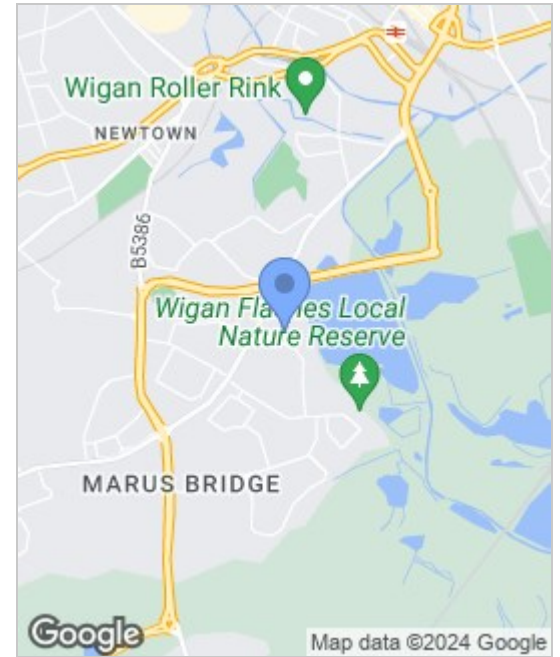 Wigan Roller Rink
NEWTOWN
B5386
Wigan Flashes Local
Nature Reserve
MARUS BRIDGE
Google
Map data ©2024 Google